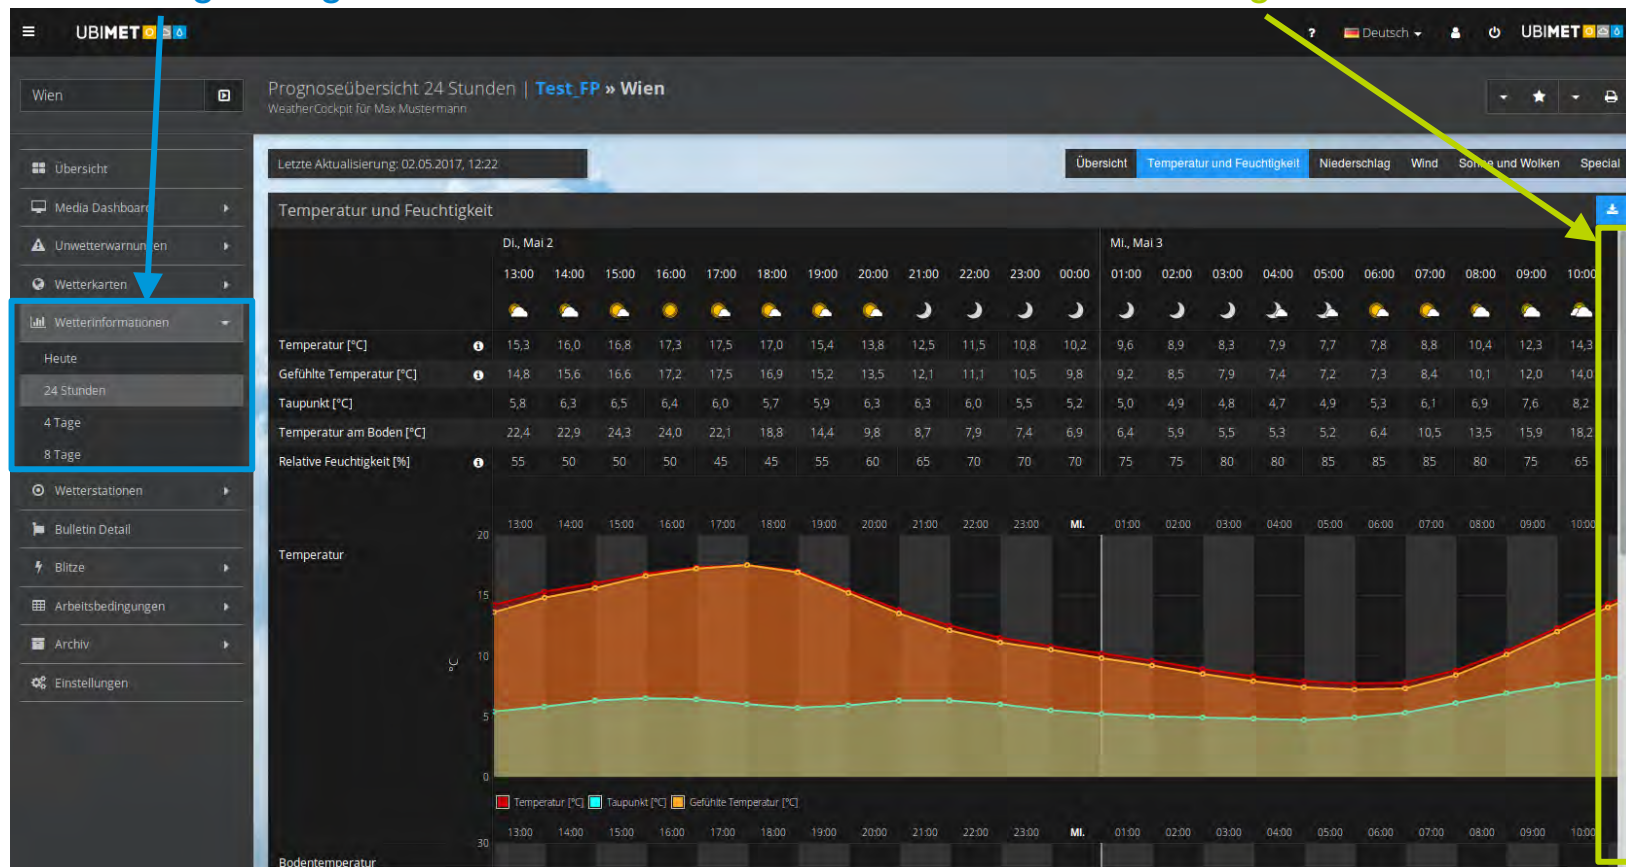 UBIMET
? Deutsch UBIMET
Wien
Prognoseübersicht 24 Stunden | Test_FP » Wien
WeatherCockpit für Max Mustermann
Letzte Aktualisierung: 02.05.2017, 12:22
Übersicht Temperatur und Feuchtigkeit Niederschlag Wind Sonne und Wolken Special
Übersicht
Media Dashboard
Unwetterwarnungen
Wetterkarten
Wetterinformationen
Heute
24 Stunden
4 Tage
8 Tage
Wetterstationen
Bulletin Detail
Blitze
Arbeitsbedingungen
Archiv
Einstellungen
Temperatur und Feuchtigkeit
Di., Mai 2 Mi., Mai 3
13:00 14:00 15:00 16:00 17:00 18:00 19:00 20:00 21:00 22:00 23:00 00:00 01:00 02:00 03:00 04:00 05:00 06:00 07:00 08:00 09:00 10:00
Temperatur [°C] 15,3 16,0 16,8 17,3 17,5 17,0 15,4 13,8 12,5 11,5 10,8 10,2 9,6 8,9 8,3 7,9 7,7 7,8 8,8 10,4 12,3 14,3
Gefühlte Temperatur [°C] 14,8 15,6 16,6 17,2 17,5 16,9 15,2 13,5 12,1 11,1 10,5 9,8 9,2 8,5 7,9 7,4 7,2 7,3 8,4 10,1 12,0 14,0
Taupunkt [°C] 5,8 6,3 6,5 6,4 6,0 5,7 5,9 6,3 6,3 6,0 5,5 5,2 5,0 4,9 4,8 4,7 4,9 5,3 6,1 6,9 7,6 8,2
Temperatur am Boden [°C] 22,4 22,9 24,3 24,0 22,1 18,8 14,4 9,8 8,7 7,9 7,4 6,9 6,4 5,9 5,5 5,3 5,2 6,4 10,5 13,5 15,9 18,2
Relative Feuchtigkeit [%] 55 50 50 50 45 45 55 60 65 70 70 70 75 75 80 80 85 85 85 80 75 65
13:00 14:00 15:00 16:00 17:00 18:00 19:00 20:00 21:00 22:00 23:00 MI. 01:00 02:00 03:00 04:00 05:00 06:00 07:00 08:00 09:00 10:00
20
Temperatur
15
10
°C
5
0
Temperatur [°C] Taupunkt [°C] Gefühlte Temperatur [°C]
13:00 14:00 15:00 16:00 17:00 18:00 19:00 20:00 21:00 22:00 23:00 MI. 01:00 02:00 03:00 04:00 05:00 06:00 07:00 08:00 09:00 10:00
30
Bodentemperatur